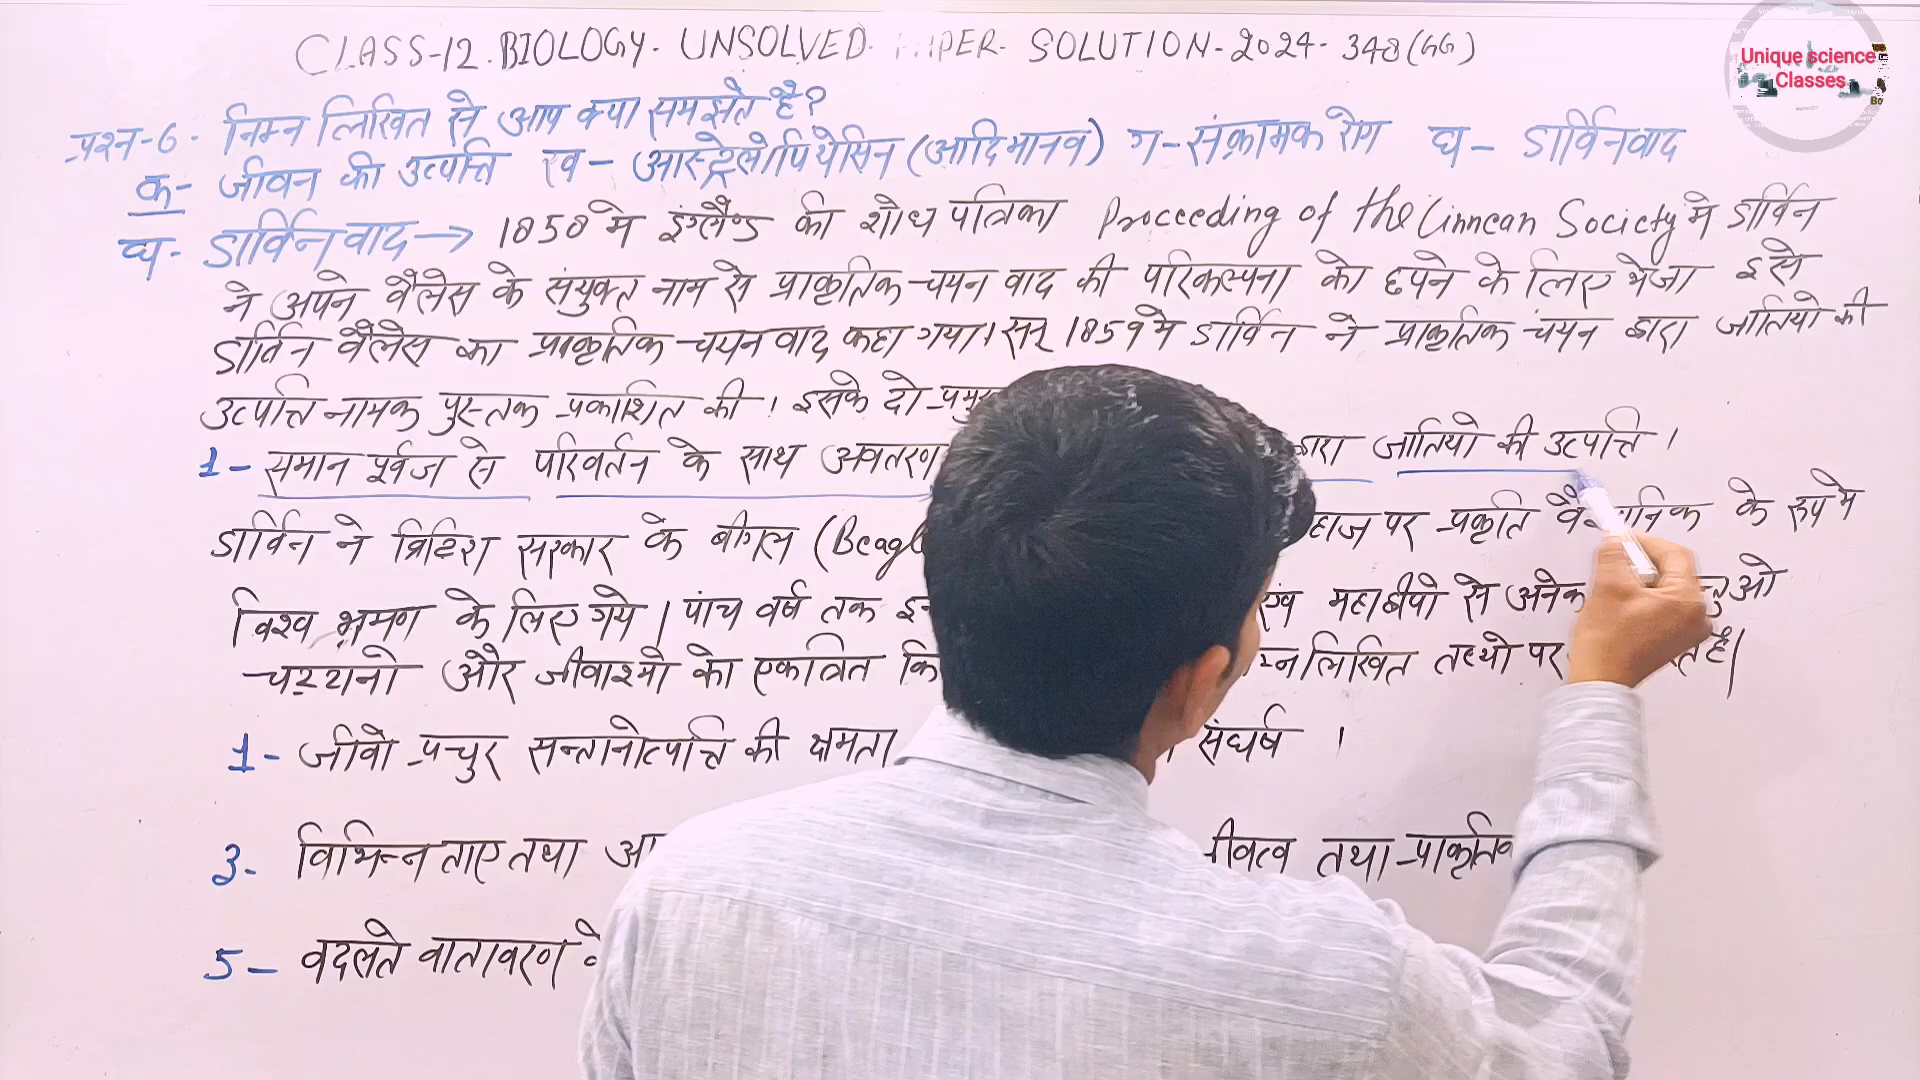 CLASS-12. BIOLOGY. UNSOLVED. PAPER. SOLUTION-2024-348(GG)
Unique science
Classes
प्रश्न-6- निम्न लिखित से आप क्या समझते है?
क- जीवन की उत्पत्ति ख- आस्ट्रेलोपिथेसिन (आदिमानव) ग-संक्रामक रोग घ- डार्विनवाद
घ- डार्विनवाद → 1858 मे इंग्लैण्ड की शोध पत्रिका Proceeding of the Linnean Society मे डार्विन
ने अपने वैलेस के संयुक्त नाम से प्राकृतिक-चयन वाद की परिकल्पना को छपने के लिए भेजा इसे
डार्विन वैलेस का प्राकृतिक-चयन वाद कहा गया। सन् 1859 मे डार्विन ने प्राकृतिक-चयन द्वारा जातियो की
उत्पत्ति नामक पुस्तक प्रकाशित की। इसके दो
1- समान पूर्वज से परिवर्तन के साथ अवतरण द्वारा जातियो की उत्पत्ति।
डार्विन ने ब्रिटिश सरकार के बीगल (Beagl पर प्रकृति के रूप मे
विश्व भ्रमण के लिए गये। पांच वर्ष तक महाद्वीपो से अनेक
चट्टानो और जीवाश्मो को एकत्रित तथ्यो पर है।
1- जीवो प्रचुर सन्तानोत्पत्ति की क्षमता संघर्ष।
3- विभिन्नताए तथा तथा
5- बदलते वातावरण